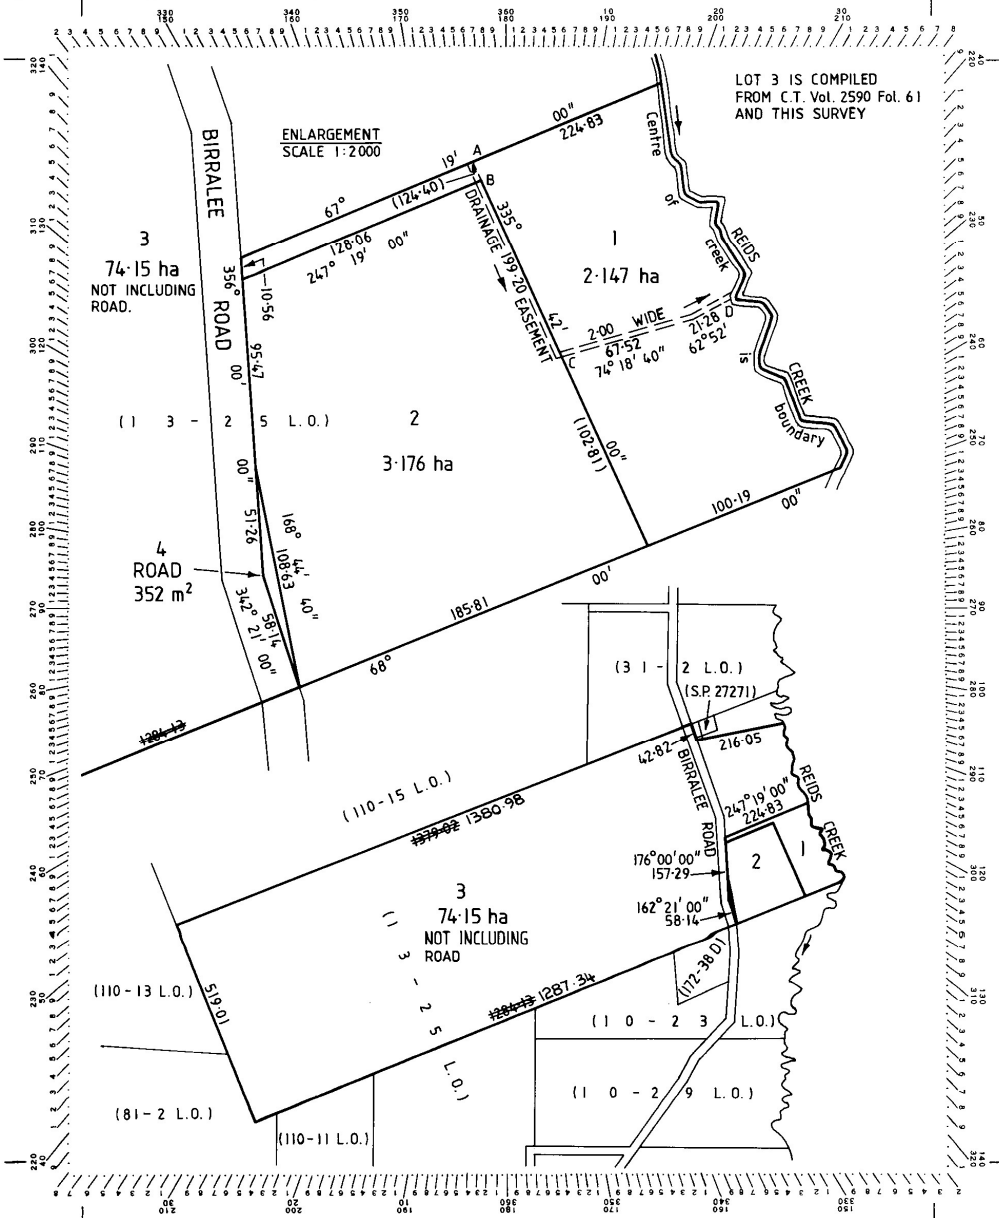 LOT 3 IS COMPILED
FROM C.T. Vol. 2590 Fol. 61
AND THIS SURVEY
ENLARGEMENT
SCALE 1:2000
BIRRALEE
ROAD
3
74·15 ha
NOT INCLUDING
ROAD.
67°
19'
00"
224·83
A
B
(124·40)
128·06
247° 19' 00"
356°
10·56
95·47
00'
00"
51·26
DRAINAGE EASEMENT
335°
199·20
42'
00"
(102·81)
1
2·147 ha
Centre
of
creek
is
boundary
REIDS
CREEK
2·00 WIDE
67·52
74° 18' 40"
21·28
62° 52'
C
D
(1 3 - 2 5 L.O.)
2
3·176 ha
168° 44' 40"
108·63
4
ROAD
352 m²
58·14
342° 21' 00"
68°
00'
00"
185·81
100·19
1284·13
(3 1 - 2 L.O.)
(S.P. 27271)
42·82
216·05
BIRRALEE ROAD
REIDS
CREEK
247° 19' 00"
224·83
(110-15 L.O.)
1379·02 1380·98
2
1
176°00'00"
157·29
162° 21' 00"
58·14
3
74·15 ha
NOT INCLUDING
ROAD
(1 3 - 2 5 L.O.)
(172-38 D)
(110-13 L.O.)
519·01
1284·13 1287·34
(1 0 - 2 3 L.O.)
(1 0 - 2 9 L.O.)
(81-2 L.O.)
(110-11 L.O.)